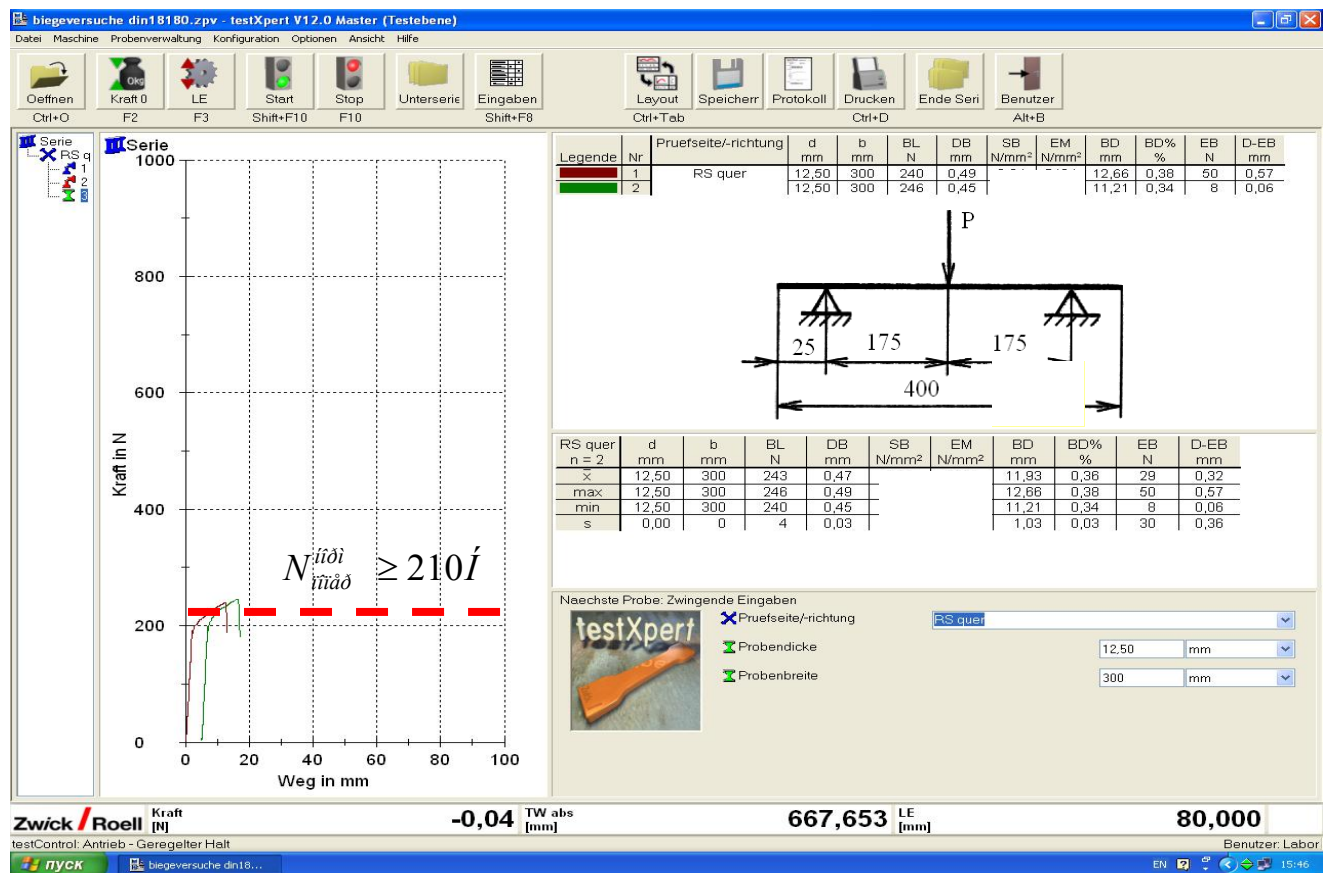 biegeversuche din18180.zpv - testXpert V12.0 Master (Testebene)
Datei Maschine Probenverwaltung Konfiguration Optionen Ansicht Hilfe
0kg
Oeffnen Kraft 0 LE Start Stop Unterserie Eingaben Layout Speicherr Protokoll Drucken Ende Seri Benutzer
Ctrl+O F2 F3 Shift+F10 F10 Shift+F8 Ctrl+Tab Ctrl+D Alt+B
Serie
RS q
1
2
3
Serie
1000
800
600
400
200
0
Kraft in N
0 20 40 60 80 100
Weg in mm
N íîðì ïîïåð ≥ 210Í
Pruefseite/-richtung d b BL DB SB EM BD BD% EB D-EB
Legende Nr mm mm N mm N/mm² N/mm² mm % N mm
1 RS quer 12,50 300 240 0,49 12,66 0,38 50 0,57
2 12,50 300 246 0,45 11,21 0,34 8 0,06
P
25 175 175
400
RS quer d b BL DB SB EM BD BD% EB D-EB
n = 2 mm mm N mm N/mm² N/mm² mm % N mm
x̄ 12,50 300 243 0,47 11,93 0,36 29 0,32
max 12,50 300 246 0,49 12,66 0,38 50 0,57
min 12,50 300 240 0,45 11,21 0,34 8 0,06
s 0,00 0 4 0,03 1,03 0,03 30 0,36
Naechste Probe: Zwingende Eingaben
testXpert
Pruefseite/-richtung RS quer
Probendicke 12,50 mm
Probenbreite 300 mm
Zwick / Roell Kraft [N] -0,04 TW abs [mm] 667,653 LE [mm] 80,000
testControl: Antrieb - Geregelter Halt Benutzer: Labor
пуск biegeversuche din18... EN 15:46